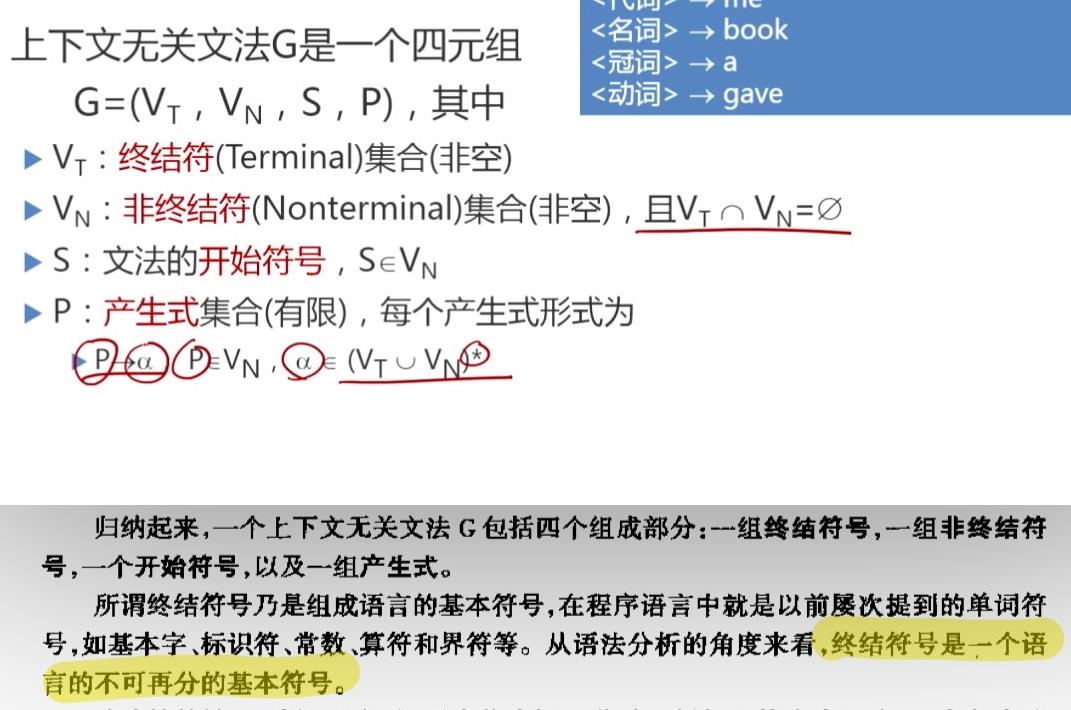 <代词> → me
<名词> → book
<冠词> → a
<动词> → gave
上下文无关文法G是一个四元组
G=(V_T，V_N，S，P)，其中
▶ V_T：终结符(Terminal)集合(非空)
▶ V_N：非终结符(Nonterminal)集合(非空)，且V_T ∩ V_N=∅
▶ S：文法的开始符号，S∈V_N
▶ P：产生式集合(有限)，每个产生式形式为
▶ P→α，P∈V_N，α∈ (V_T ∪ V_N)*
归纳起来,一个上下文无关文法 G 包括四个组成部分:一组终结符号,一组非终结符
号,一个开始符号,以及一组产生式。
所谓终结符号乃是组成语言的基本符号,在程序语言中就是以前屡次提到的单词符
号,如基本字、标识符、常数、算符和界符等。从语法分析的角度来看,终结符号是一个语
言的不可再分的基本符号。